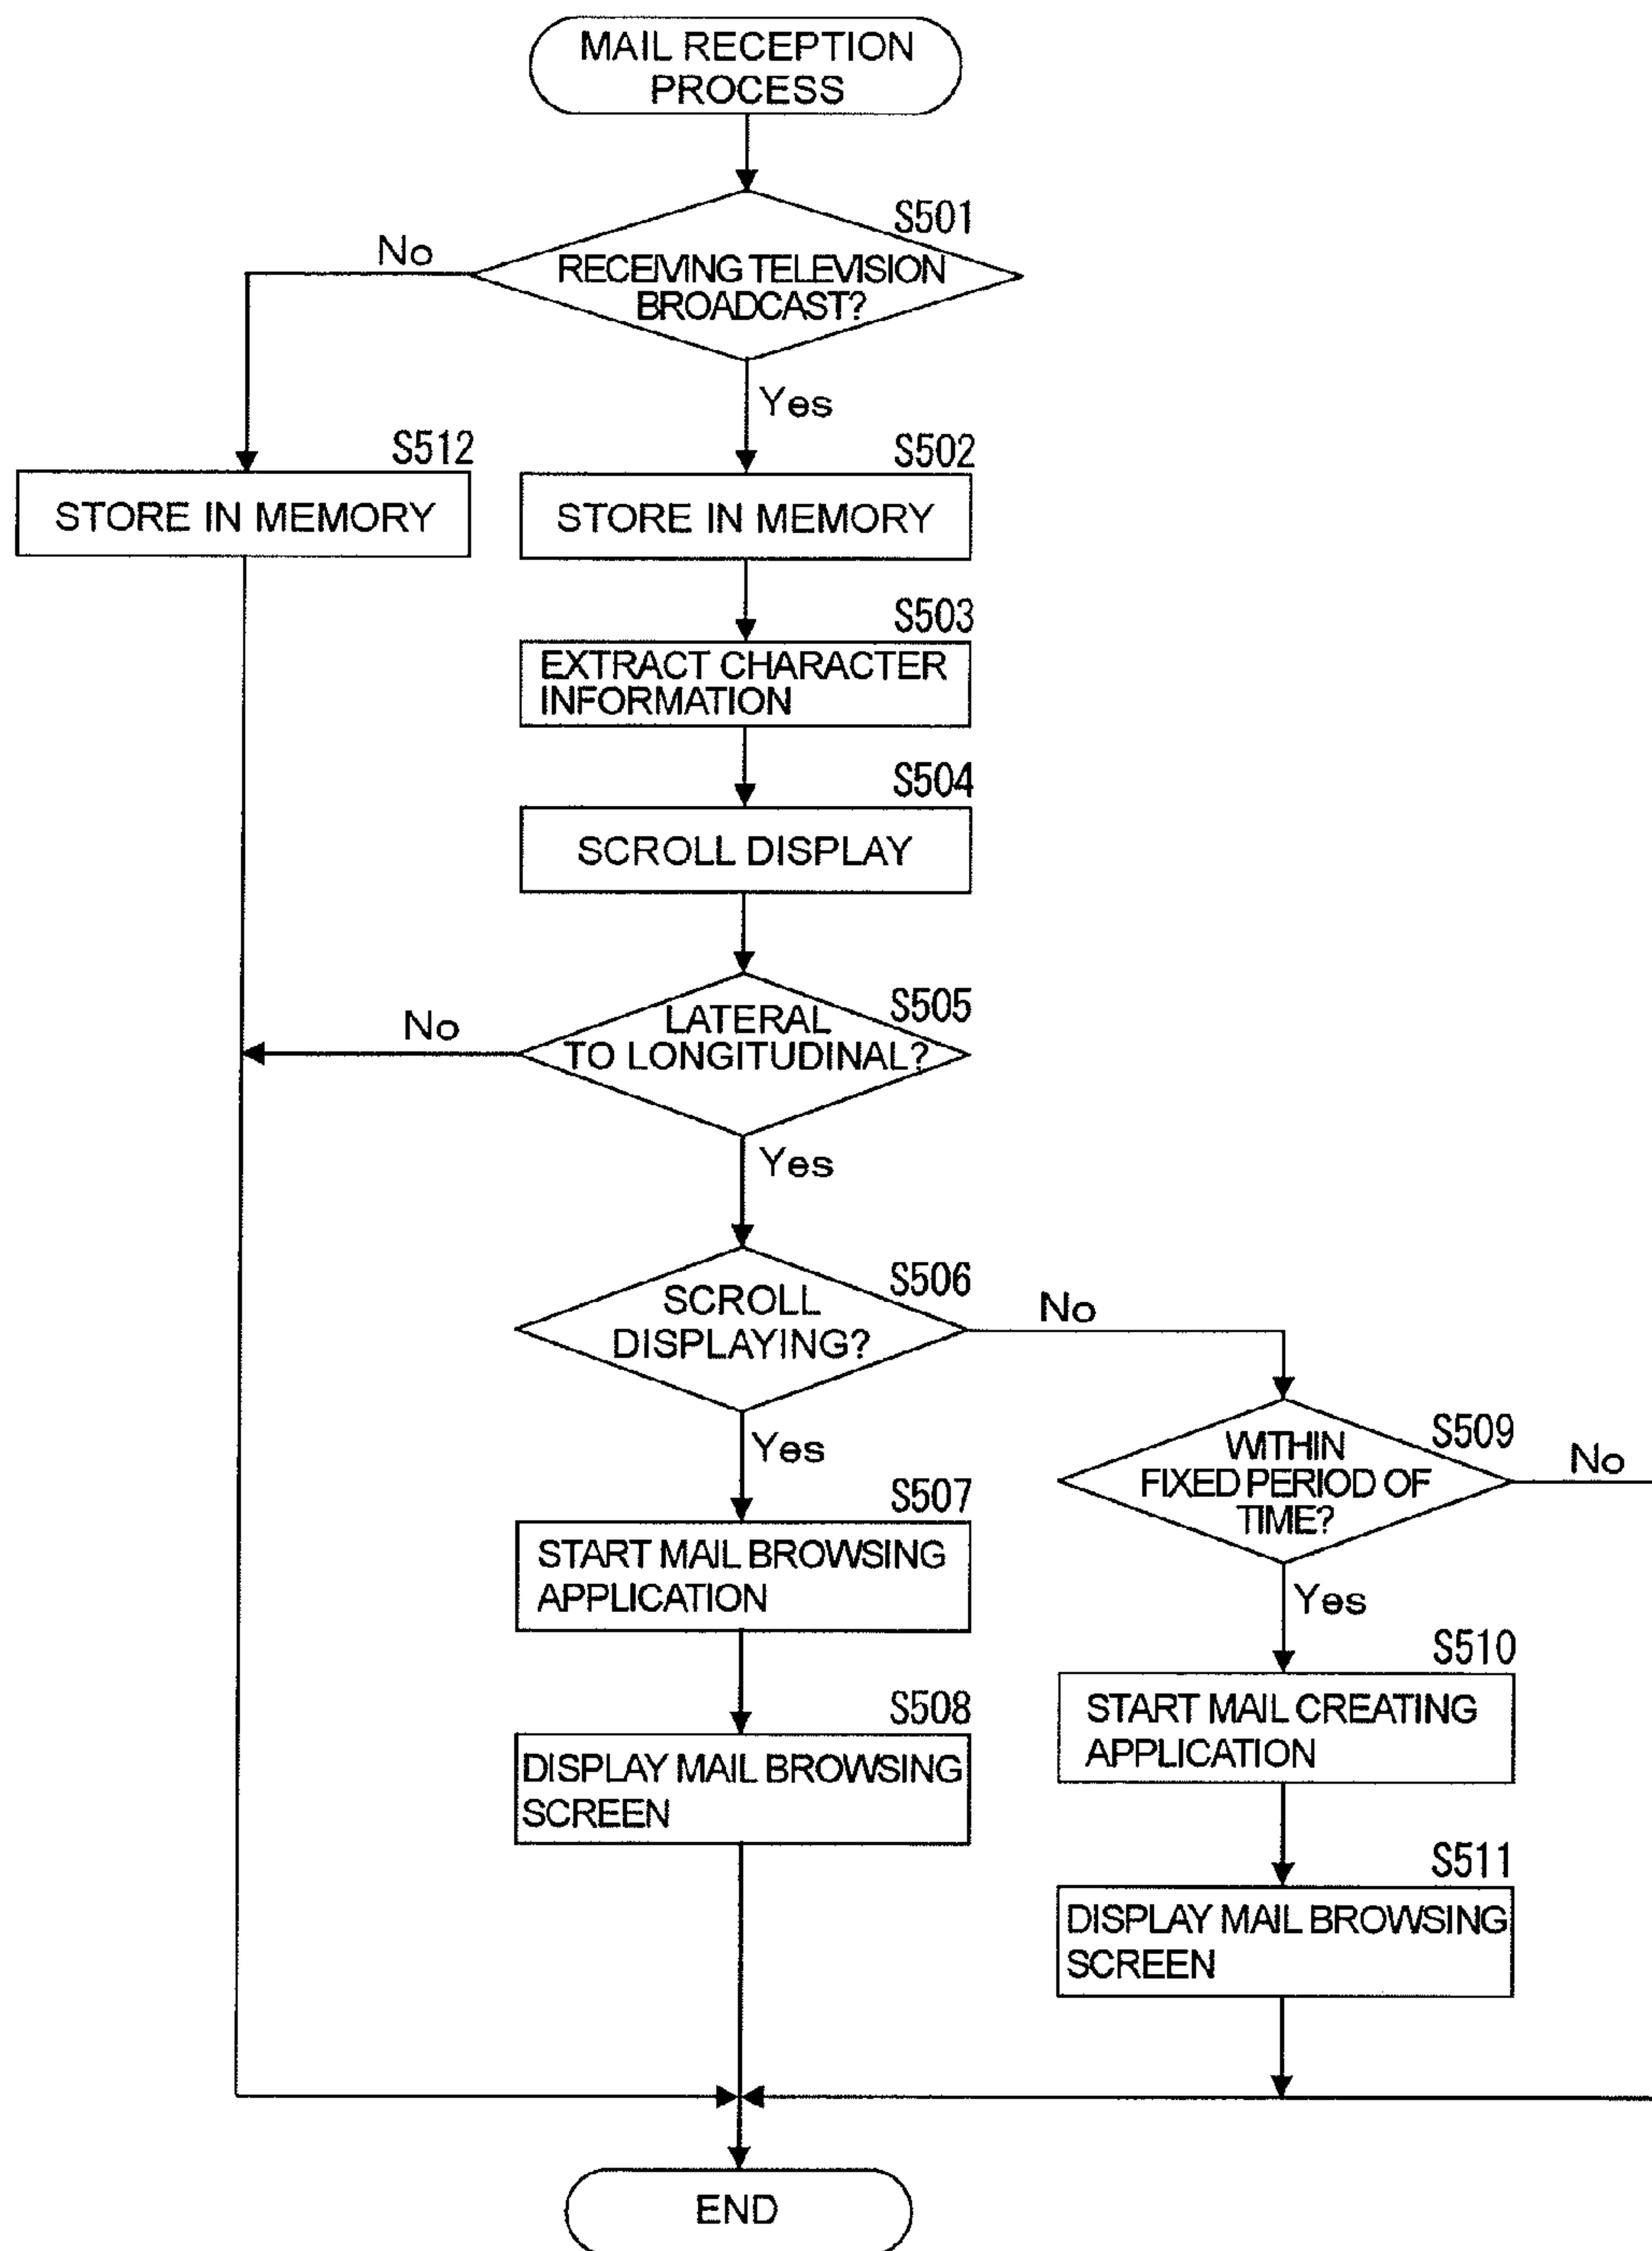 MAIL RECEPTION
PROCESS
S501
No
RECEIVING TELEVISION
BROADCAST?
Yes
S512
STORE IN MEMORY
S502
STORE IN MEMORY
S503
EXTRACT CHARACTER
INFORMATION
S504
SCROLL DISPLAY
S505
No
LATERAL
TO LONGITUDINAL?
Yes
S506
SCROLL
DISPLAYING?
No
Yes
S509
WITHIN
FIXED PERIOD OF
TIME?
No
Yes
S507
START MAIL BROWSING
APPLICATION
S510
START MAIL CREATING
APPLICATION
S508
DISPLAY MAIL BROWSING
SCREEN
S511
DISPLAY MAIL BROWSING
SCREEN
END